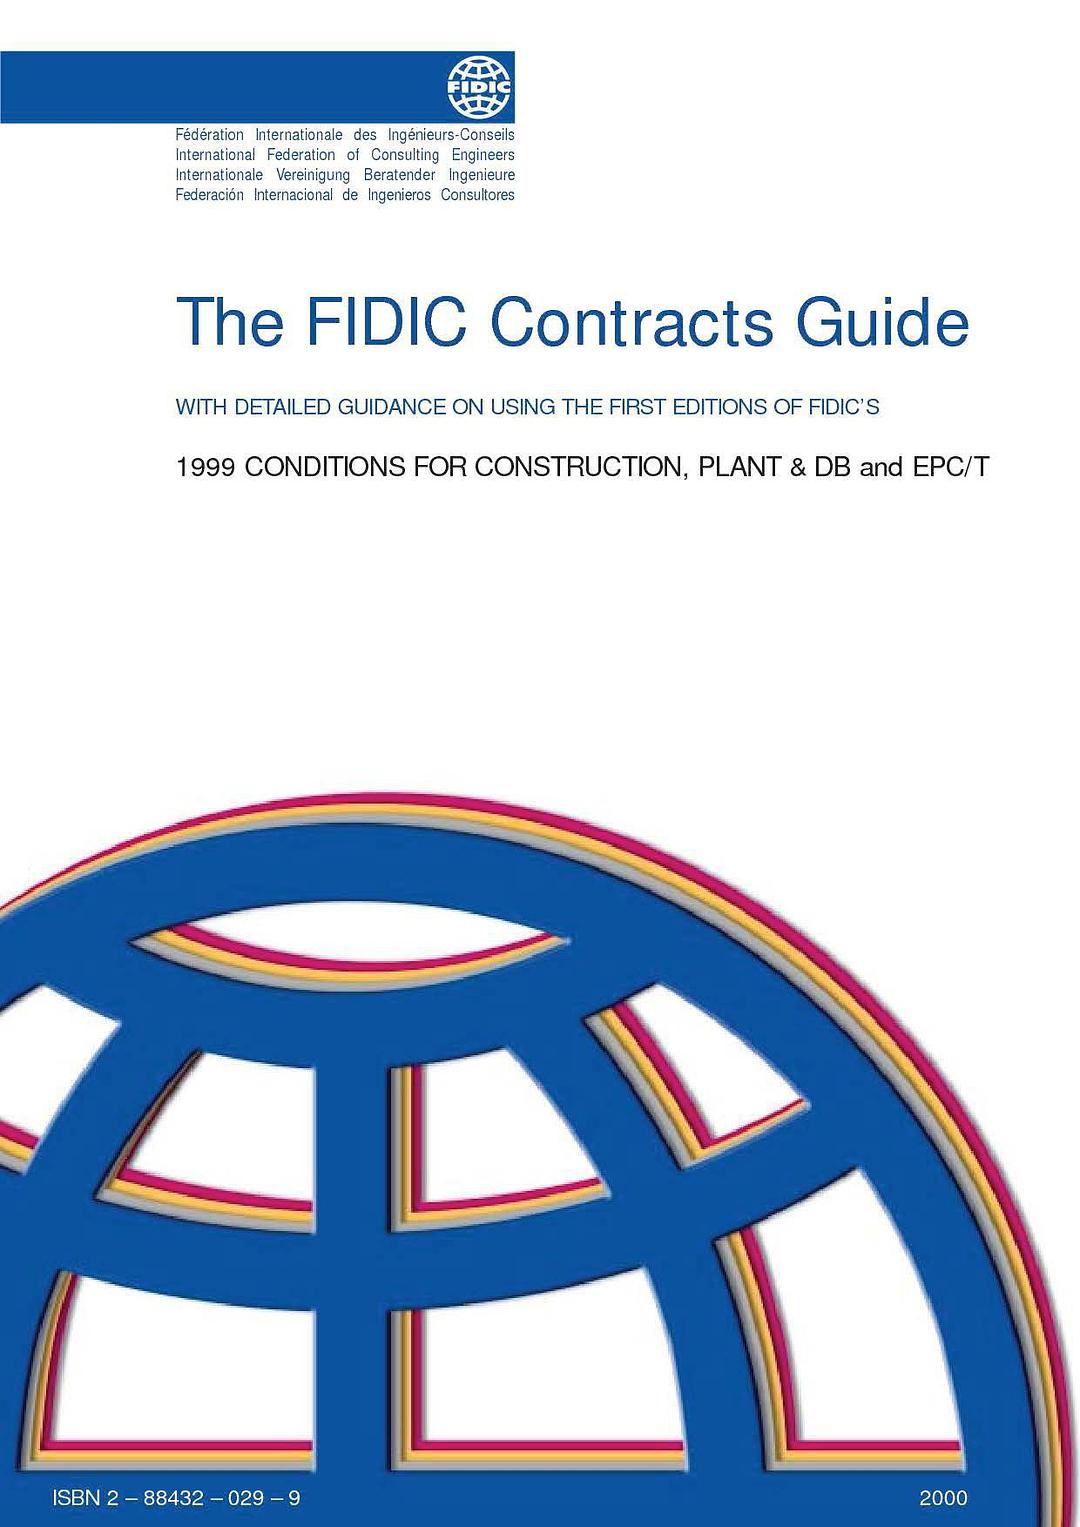 FIDIC
Fédération Internationale des Ingénieurs-Conseils
International Federation of Consulting Engineers
Internationale Vereinigung Beratender Ingenieure
Federación Internacional de Ingenieros Consultores
The FIDIC Contracts Guide
WITH DETAILED GUIDANCE ON USING THE FIRST EDITIONS OF FIDIC'S
1999 CONDITIONS FOR CONSTRUCTION, PLANT & DB and EPC/T
ISBN 2 – 88432 – 029 – 9
2000